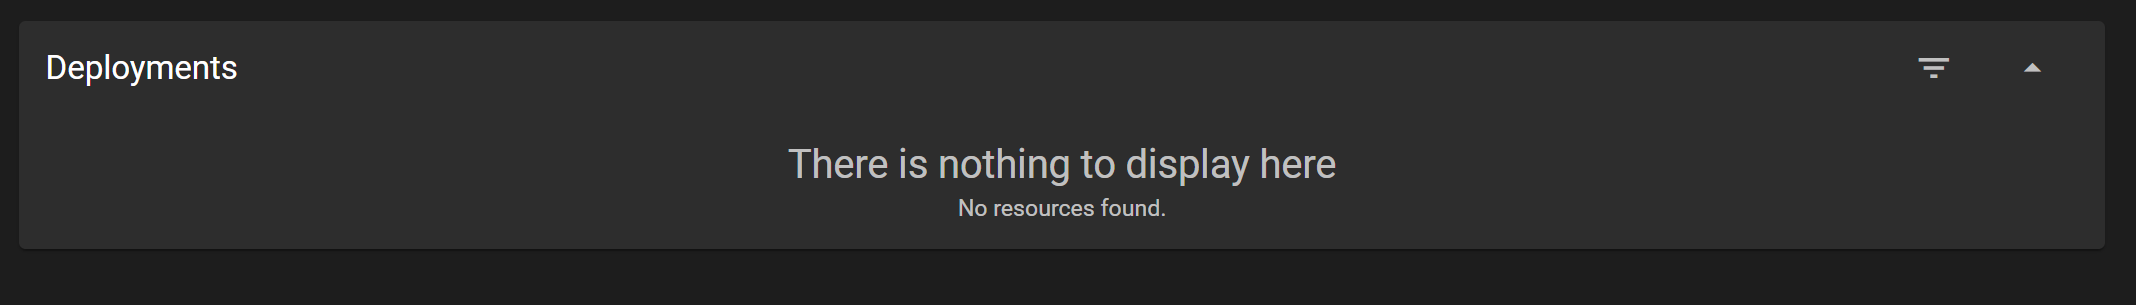 Deployments
There is nothing to display here
No resources found.